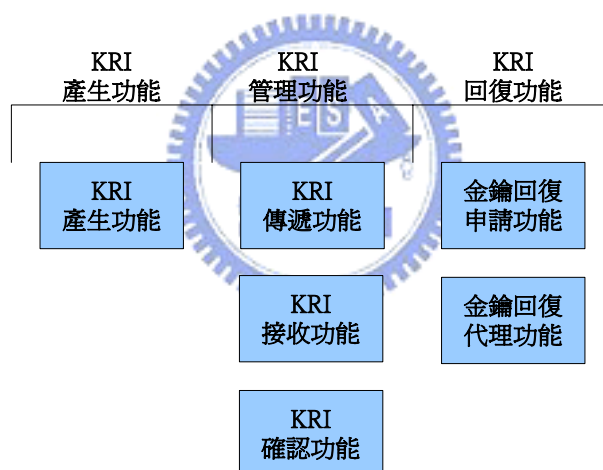 KRI
產生功能
KRI
管理功能
KRI
回復功能
KRI
產生功能
KRI
傳遞功能
金鑰回復
申請功能
KRI
接收功能
金鑰回復
代理功能
KRI
確認功能
E S A